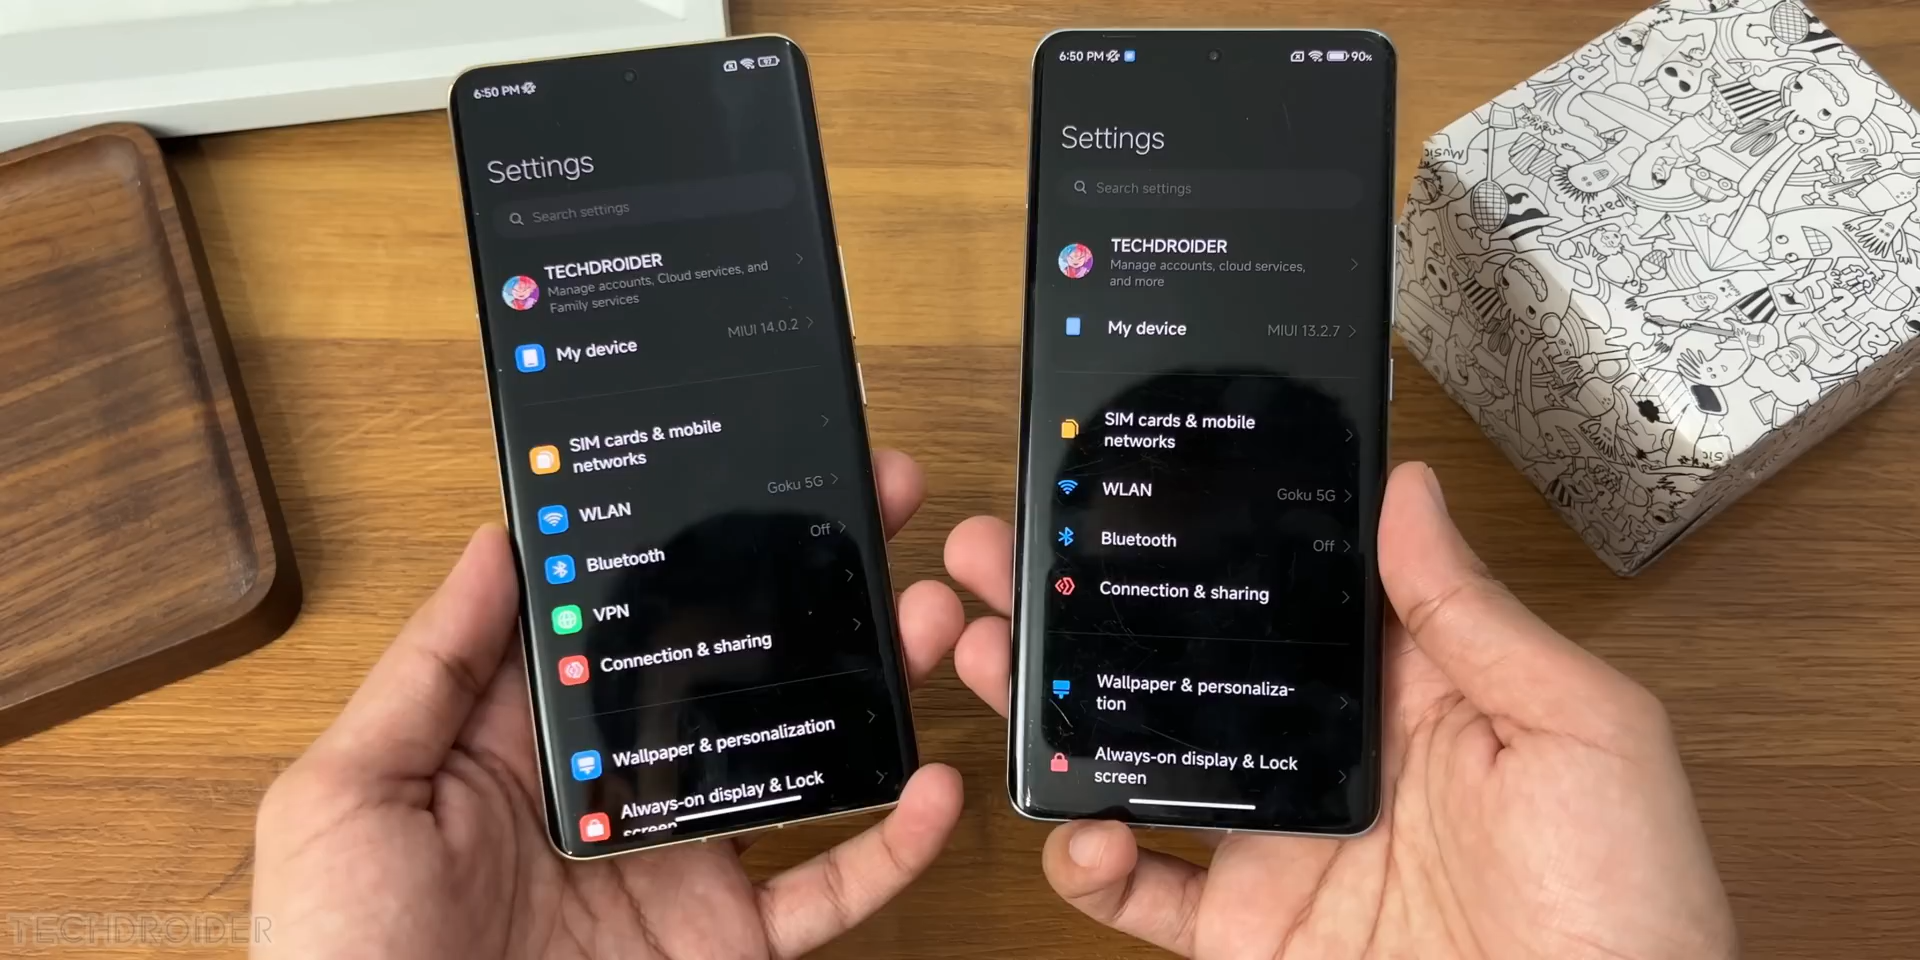 6:50 PM
97
Settings
Search settings
TECHDROIDER
Manage accounts, Cloud services, and
Family services
My device
MIUI 14.0.2
SIM cards & mobile
networks
WLAN
Goku 5G
Bluetooth
Off
VPN
Connection & sharing
Wallpaper & personalization
Always-on display & Lock
screen
6:50 PM
90%
Settings
Search settings
TECHDROIDER
Manage accounts, cloud services,
and more
My device
MIUI 13.2.7
SIM cards & mobile
networks
WLAN
Goku 5G
Bluetooth
Off
Connection & sharing
Wallpaper & personaliza-
tion
Always-on display & Lock
screen
Music
party
TECHDROIDER